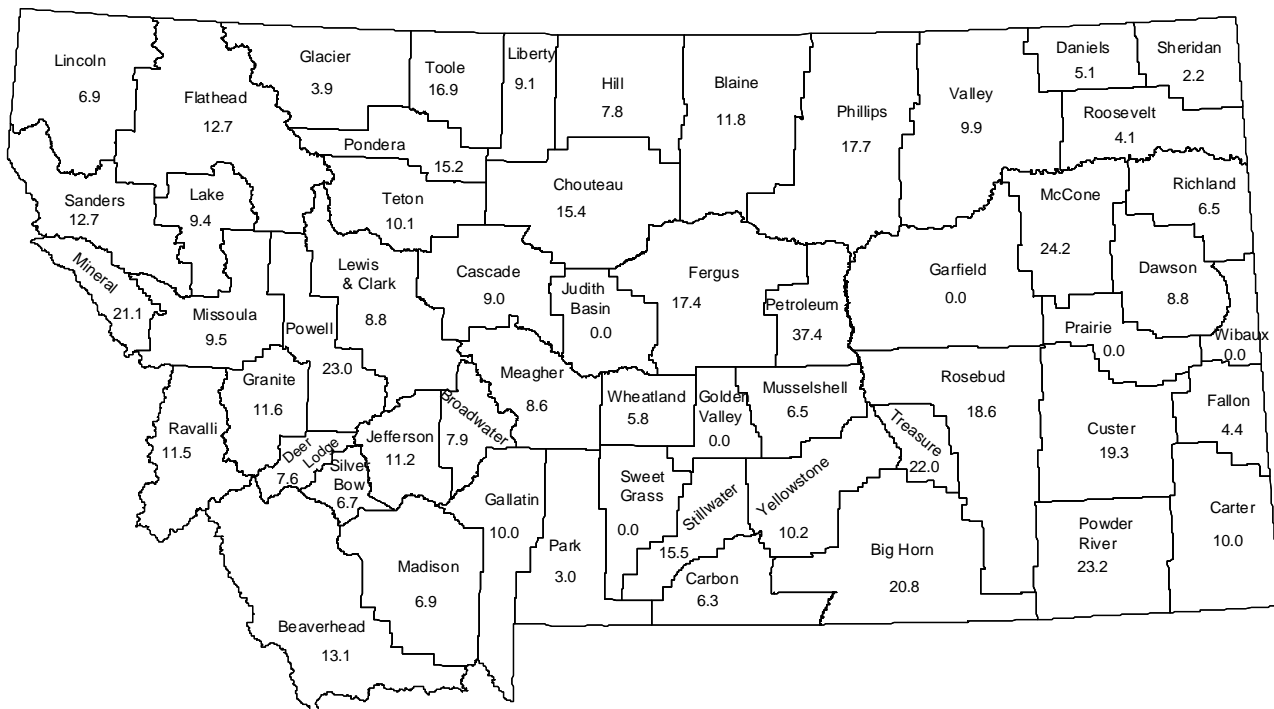 Lincoln
6.9
Flathead
12.7
Glacier
3.9
Toole
16.9
Liberty
9.1
Hill
7.8
Blaine
11.8
Phillips
17.7
Valley
9.9
Daniels
5.1
Sheridan
2.2
Roosevelt
4.1
Pondera
15.2
Sanders
12.7
Lake
9.4
Teton
10.1
Chouteau
15.4
McCone
24.2
Richland
6.5
Mineral
21.1
Missoula
9.5
Powell
23.0
Lewis
& Clark
8.8
Cascade
9.0
Judith
Basin
0.0
Fergus
17.4
Petroleum
37.4
Garfield
0.0
Prairie
0.0
Dawson
8.8
Wibaux
0.0
Granite
11.6
Ravalli
11.5
Deer
Lodge
7.6
Silver
Bow
6.7
Jefferson
11.2
Broadwater
7.9
Meagher
8.6
Wheatland
5.8
Golden
Valley
0.0
Musselshell
6.5
Treasure
22.0
Rosebud
18.6
Custer
19.3
Fallon
4.4
Gallatin
10.0
Park
3.0
Sweet
Grass
0.0
Stillwater
15.5
Yellowstone
10.2
Carbon
6.3
Big Horn
20.8
Powder
River
23.2
Carter
10.0
Madison
6.9
Beaverhead
13.1